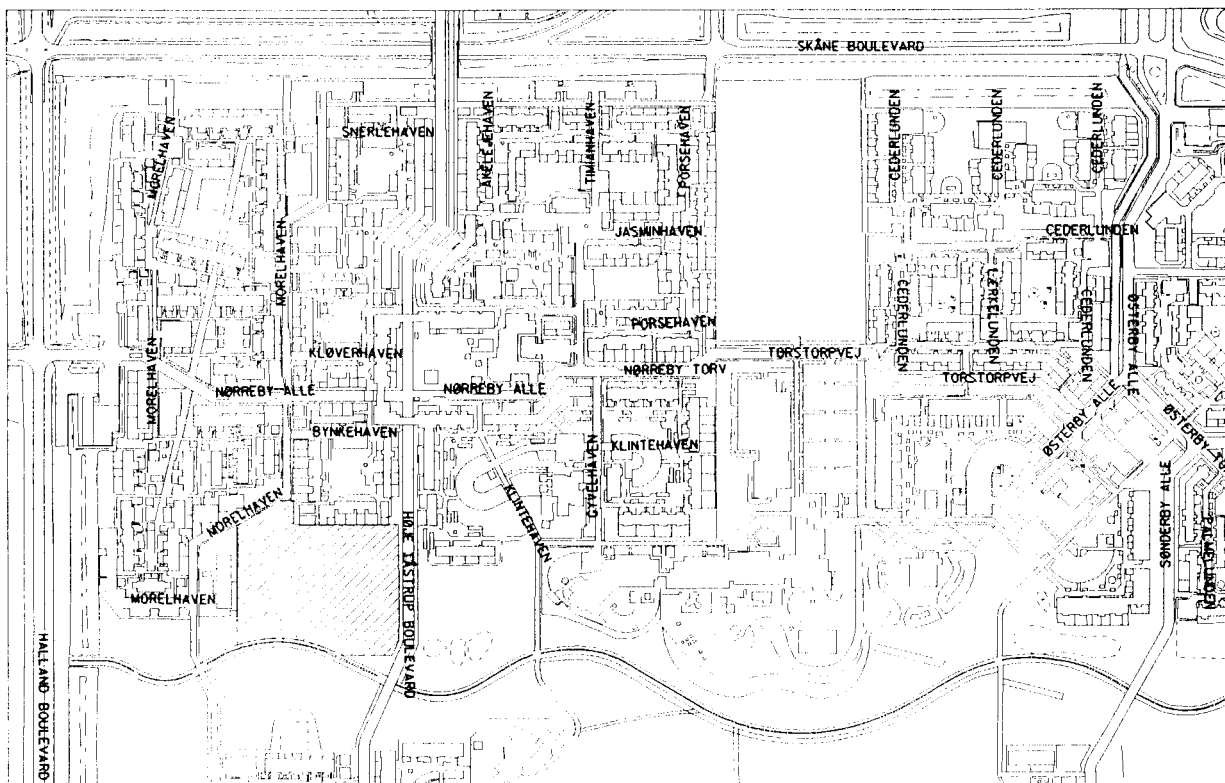 SKÅNE BOULEVARD
SNERLEHAVEN
MORELHAVEN
AKELEJEHAVEN
TIMIANHAVEN
PORSEHAVEN
CEDERLUNDEN
CEDERLUNDEN
CEDERLUNDEN
MORELHAVEN
JASMINHAVEN
CEDERLUNDEN
CEDERLUNDEN
LÆRKELUNDEN
CEDERLUNDEN
ØSTERBY ALLE
PORSEHAVEN
KLØVERHAVEN
MORELHAVEN
TORSTORPVEJ
NØRREBY TORV
TORSTORPVEJ
NØRREBY ALLE
NØRREBY ALLE
ØSTERBY ALLE
BYNKEHAVEN
KLINTEHAVEN
GYVELHAVEN
SØNDERBY ALLE
MORELHAVEN
KLINTEHAVEN
HØJE TÅSTRUP BOULEVARD
MORELHAVEN
HALLAND BOULEVARD